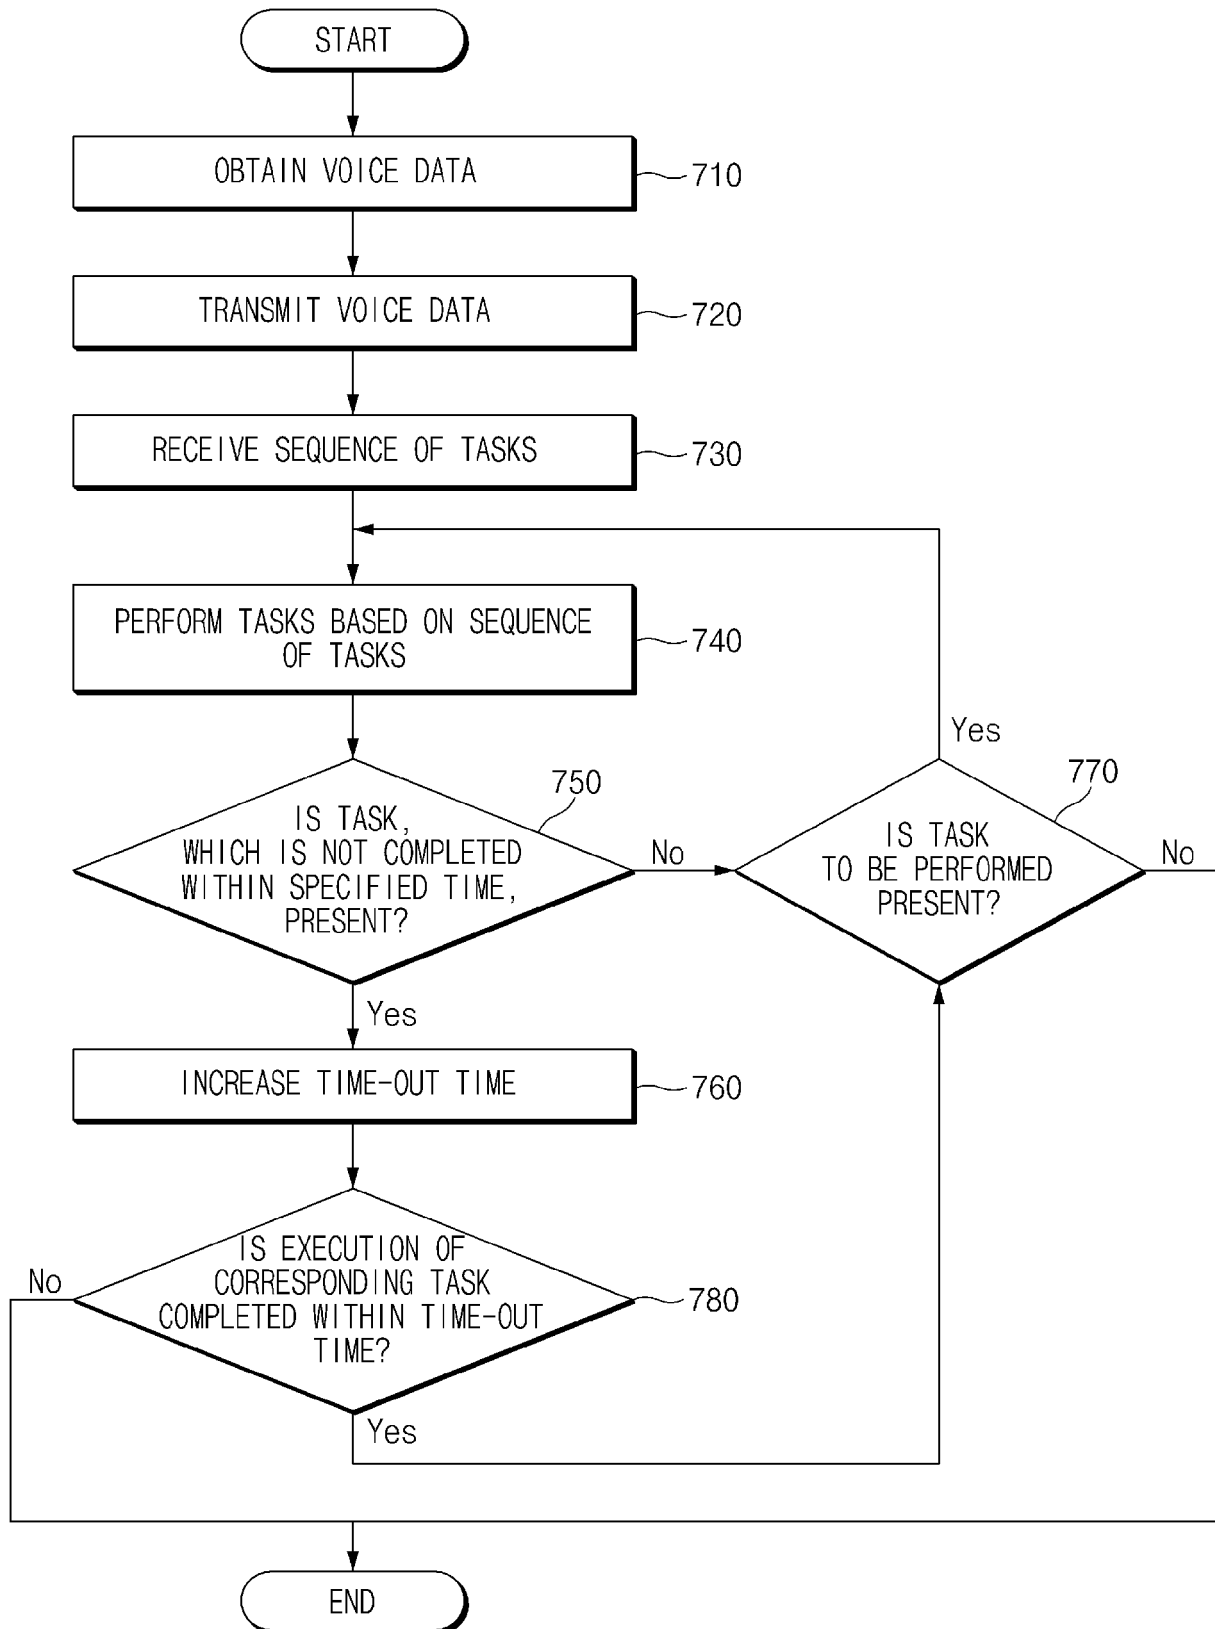 START
OBTAIN VOICE DATA
710
TRANSMIT VOICE DATA
720
RECEIVE SEQUENCE OF TASKS
730
PERFORM TASKS BASED ON SEQUENCE
OF TASKS
740
Yes
750
770
IS TASK,
WHICH IS NOT COMPLETED
WITHIN SPECIFIED TIME,
PRESENT?
No
IS TASK
TO BE PERFORMED
PRESENT?
No
Yes
INCREASE TIME-OUT TIME
760
No
IS EXECUTION OF
CORRESPONDING TASK
COMPLETED WITHIN TIME-OUT
TIME?
780
Yes
END